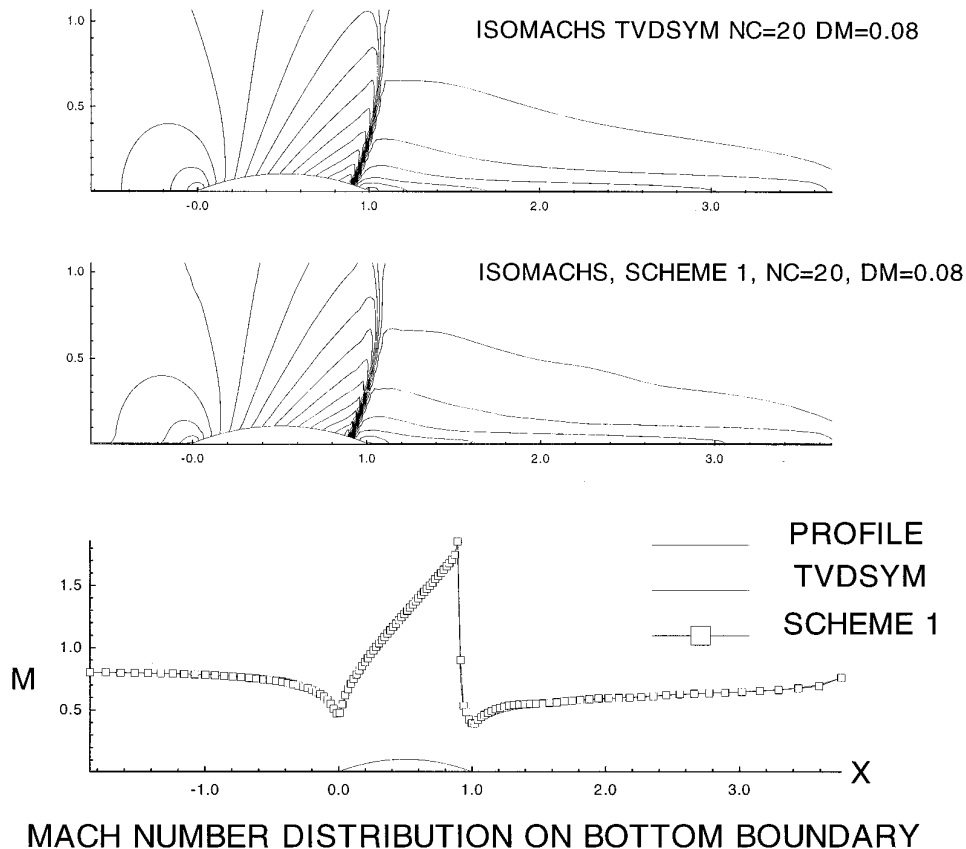 1.0
ISOMACHS TVDSYM NC=20 DM=0.08
0.5
-0.0 1.0 2.0 3.0
1.0
ISOMACHS, SCHEME 1, NC=20, DM=0.08
0.5
-0.0 1.0 2.0 3.0
PROFILE
TVDSYM
SCHEME 1
1.5
1.0
M
0.5
X
-1.0 0.0 1.0 2.0 3.0
MACH NUMBER DISTRIBUTION ON BOTTOM BOUNDARY